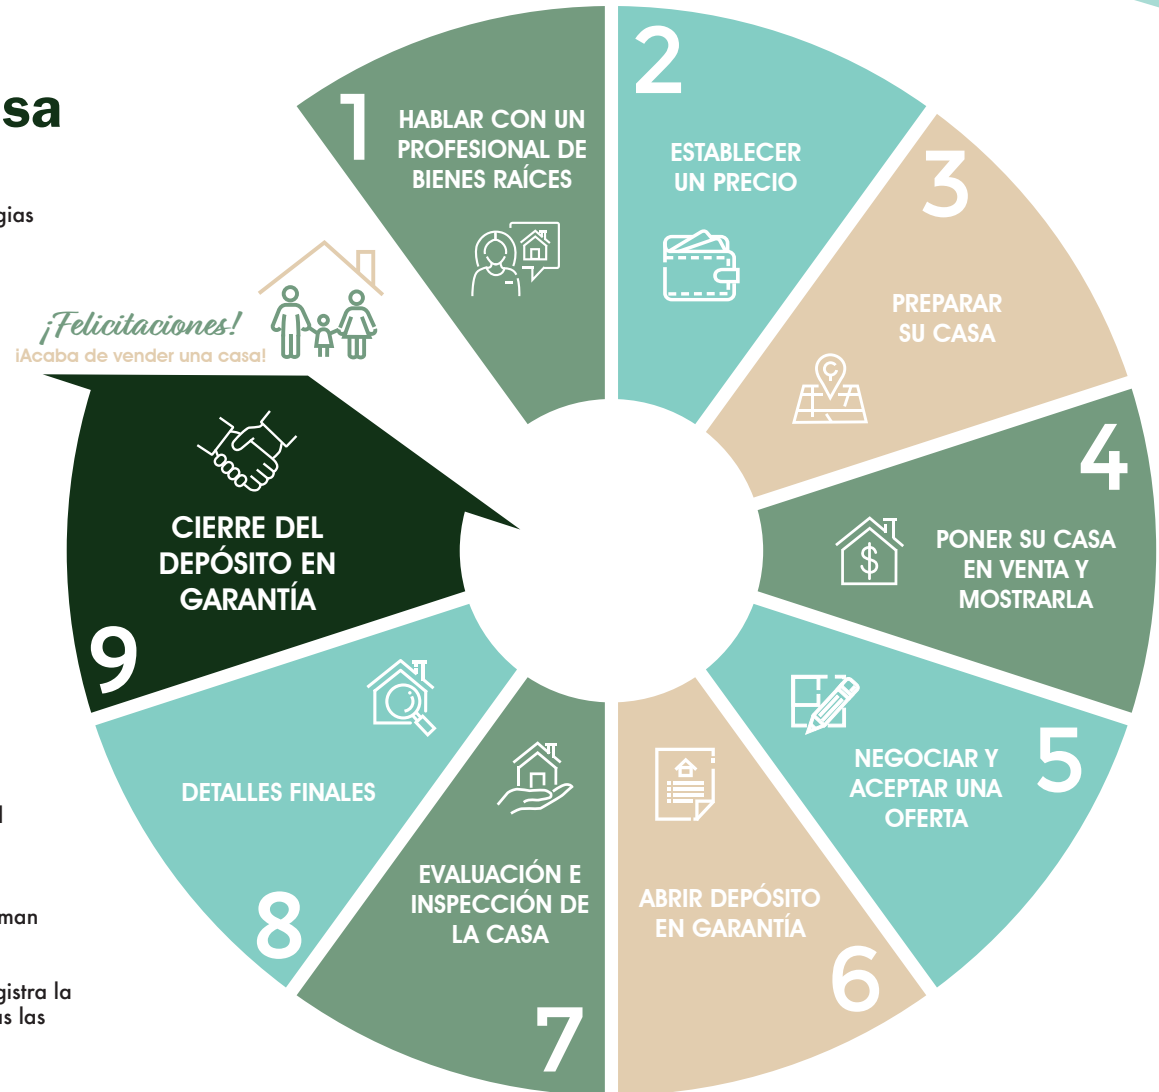 sa
gias
¡Felicitaciones!
¡Acaba de vender una casa!
1
HABLAR CON UN
PROFESIONAL DE
BIENES RAÍCES
2
ESTABLECER
UN PRECIO
3
PREPARAR
SU CASA
4
PONER SU CASA
EN VENTA Y
MOSTRARLA
5
NEGOCIAR Y
ACEPTAR UNA
OFERTA
6
ABRIR DEPÓSITO
EN GARANTÍA
7
EVALUACIÓN E
INSPECCIÓN DE
LA CASA
8
DETALLES FINALES
9
CIERRE DEL
DEPÓSITO EN
GARANTÍA
man
gistra la
as las